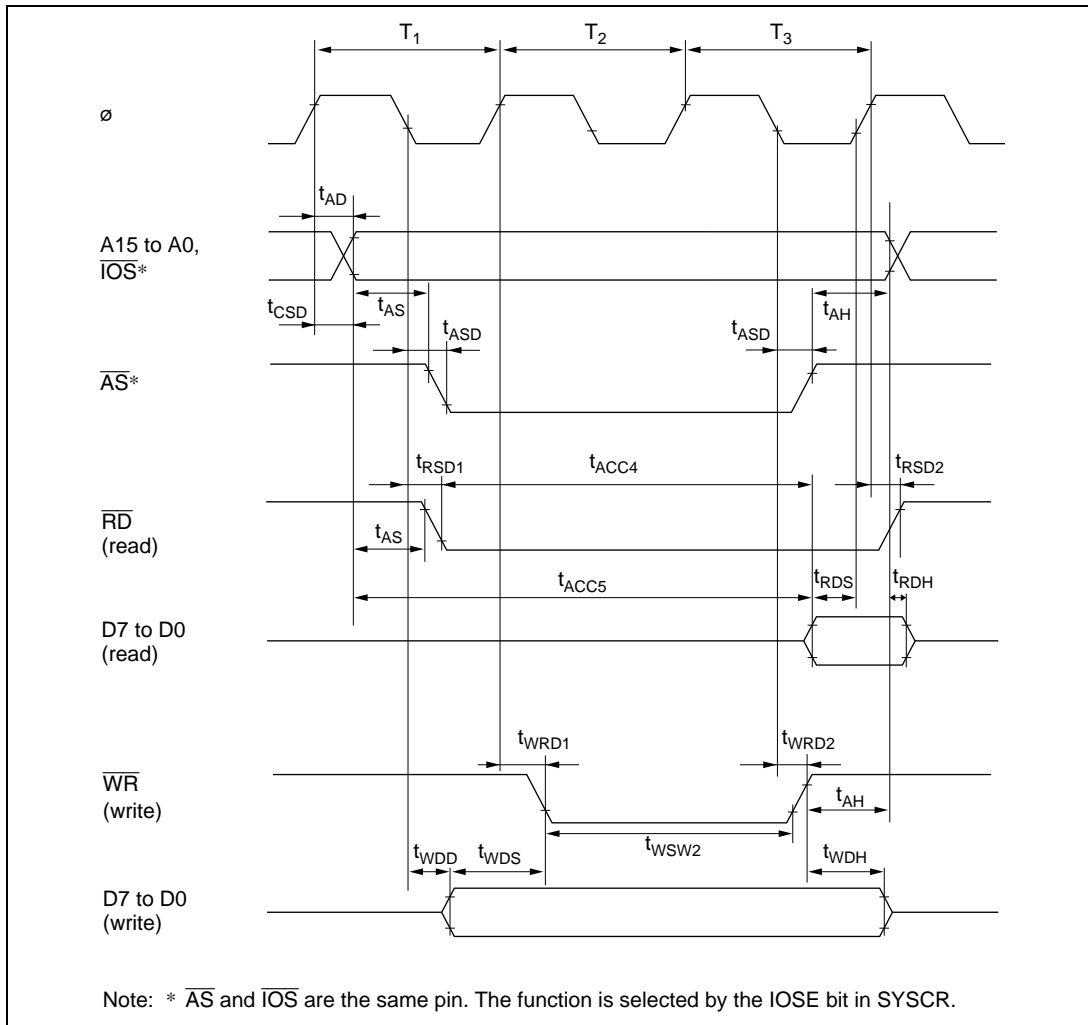 T1 T2 T3
ø
tAD
A15 to A0,
IOS*
tCSD tAS tAH
tASD tASD
AS*
tRSD1 tACC4 tRSD2
RD
(read)
tAS
tACC5 tRDS tRDH
D7 to D0
(read)
tWRD1 tWRD2
WR
(write)
tAH
tWSW2
tWDD tWDS tWDH
D7 to D0
(write)
Note: * AS and IOS are the same pin. The function is selected by the IOSE bit in SYSCR.